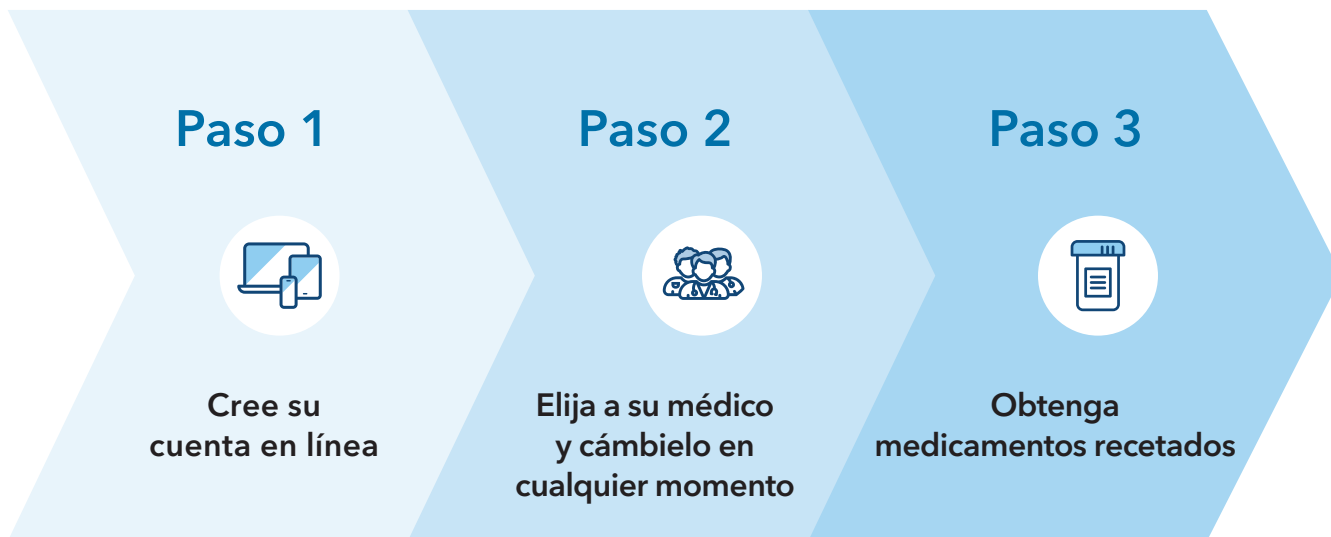 Paso 1
Cree su
cuenta en línea
Paso 2
Elija a su médico
y cámbielo en
cualquier momento
Paso 3
Obtenga
medicamentos recetados